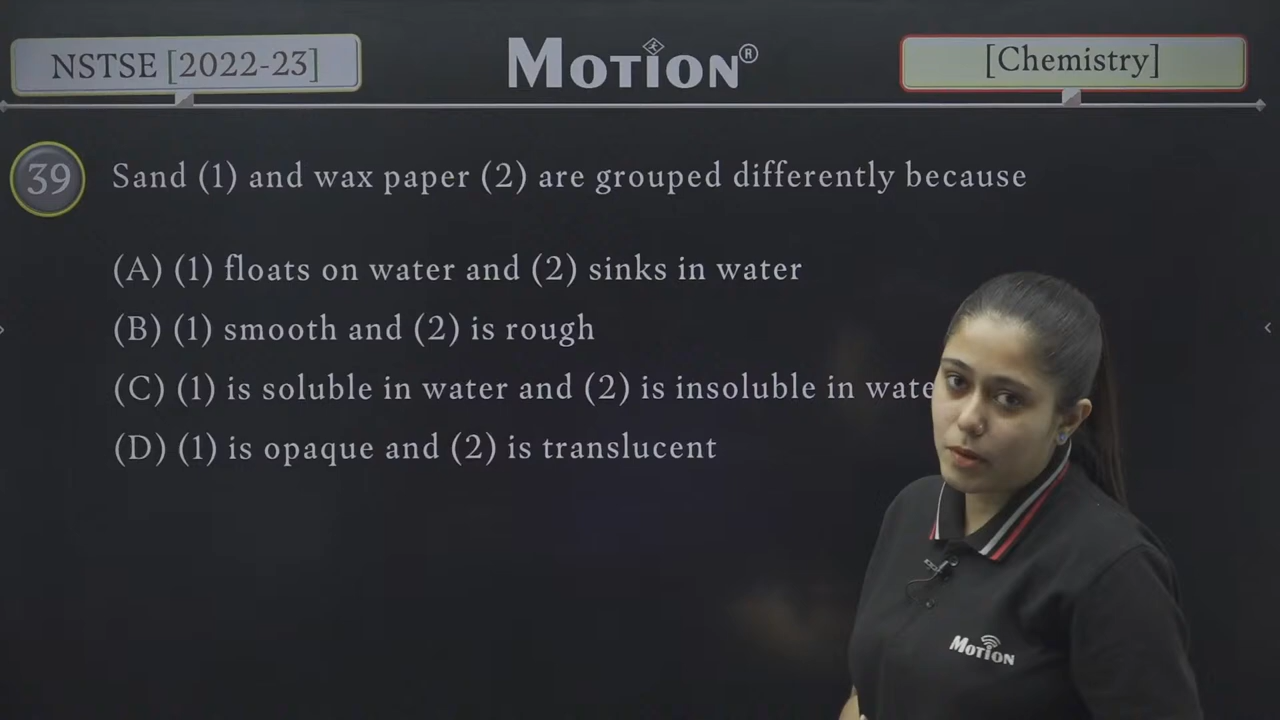 NSTSE [2022-23]
MOTION®
[Chemistry]
39
Sand (1) and wax paper (2) are grouped differently because
(A) (1) floats on water and (2) sinks in water
(B) (1) smooth and (2) is rough
(C) (1) is soluble in water and (2) is insoluble in wate
(D) (1) is opaque and (2) is translucent
MOTION